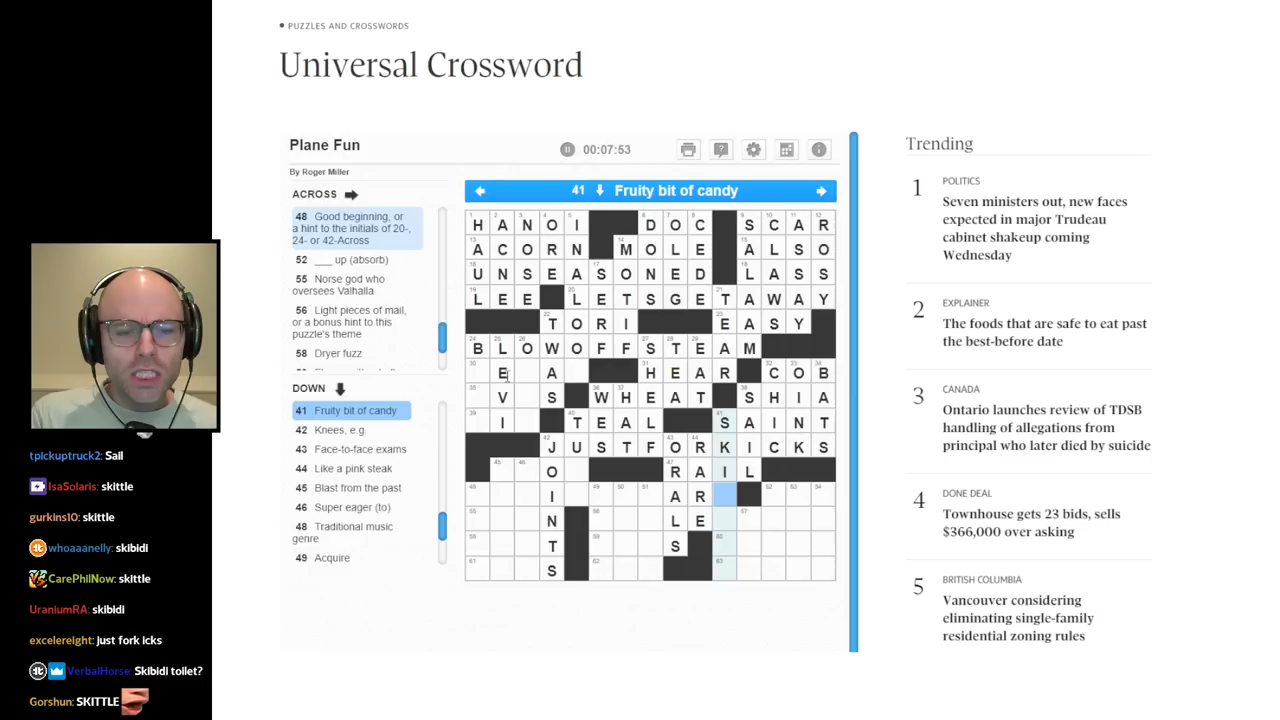 PUZZLES AND CROSSWORDS
Universal Crossword
Plane Fun
By Roger Miller
00:07:53
41 Fruity bit of candy
ACROSS
48 Good beginning, or
a hint to the initials of 20-,
24- or 42-Across
52 ___ up (absorb)
55 Norse god who
oversees Valhalla
56 Light pieces of mail,
or a bonus hint to this
puzzle's theme
58 Dryer fuzz
DOWN
41 Fruity bit of candy
42 Knees, e.g.
43 Face-to-face exams
44 Like a pink steak
45 Blast from the past
46 Super eager (to)
48 Traditional music
genre
49 Acquire
HANOI DOC SCAR
ACORN MOLE ALSO
UNSEASONED LASS
LEE LETSGETAWAY
TORI EASY
BLOWOFFSTEAM
E A HEAR COB
V S WHEAT SHIA
I TEAL SAINT
JUSTFORKICKS
O RAIL
I AR
N L E
T S
S
Trending
1 POLITICS
Seven ministers out, new faces
expected in major Trudeau
cabinet shakeup coming
Wednesday
2 EXPLAINER
The foods that are safe to eat past
the best-before date
3 CANADA
Ontario launches review of TDSB
handling of allegations from
principal who later died by suicide
4 DONE DEAL
Townhouse gets 23 bids, sells
$366,000 over asking
5 BRITISH COLUMBIA
Vancouver considering
eliminating single-family
residential zoning rules
tpickuptruck2: Sail
IsaSolaris: skittle
gurkins10: skittle
whoaaanelly: skibidi
CarePhilNow: skittle
UraniumRA: skibidi
excelereight: just fork icks
VerbalHorse: Skibidi toilet?
Gorshun: SKITTLE